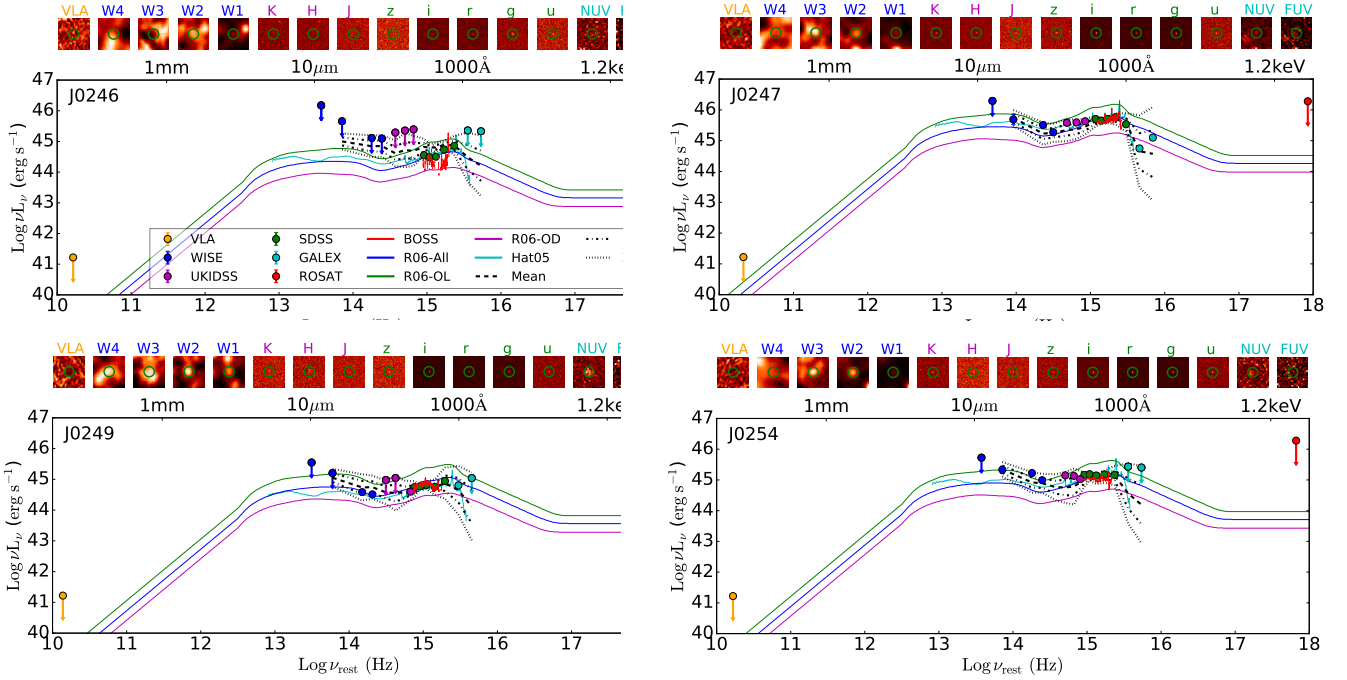 VLA W4 W3 W2 W1 K H J z i r g u NUV
1mm 10μm 1000Å 1.2ke
J0246
Log νLν (erg s⁻¹)
47
46
45
44
43
42
41
40
VLA SDSS BOSS R06-OD
WISE GALEX R06-All Hat05
UKIDSS ROSAT R06-OL Mean
10 11 12 13 14 15 16 17
VLA W4 W3 W2 W1 K H J z i r g u NUV FUV
1mm 10μm 1000Å 1.2keV
J0247
Log νLν (erg s⁻¹)
47
46
45
44
43
42
41
40
10 11 12 13 14 15 16 17 18
VLA W4 W3 W2 W1 K H J z i r g u NUV
1mm 10μm 1000Å 1.2ke
J0249
Log νLν (erg s⁻¹)
47
46
45
44
43
42
41
40
10 11 12 13 14 15 16 17
Log νrest (Hz)
VLA W4 W3 W2 W1 K H J z i r g u NUV FUV
1mm 10μm 1000Å 1.2keV
J0254
Log νLν (erg s⁻¹)
47
46
45
44
43
42
41
40
10 11 12 13 14 15 16 17 18
Log νrest (Hz)